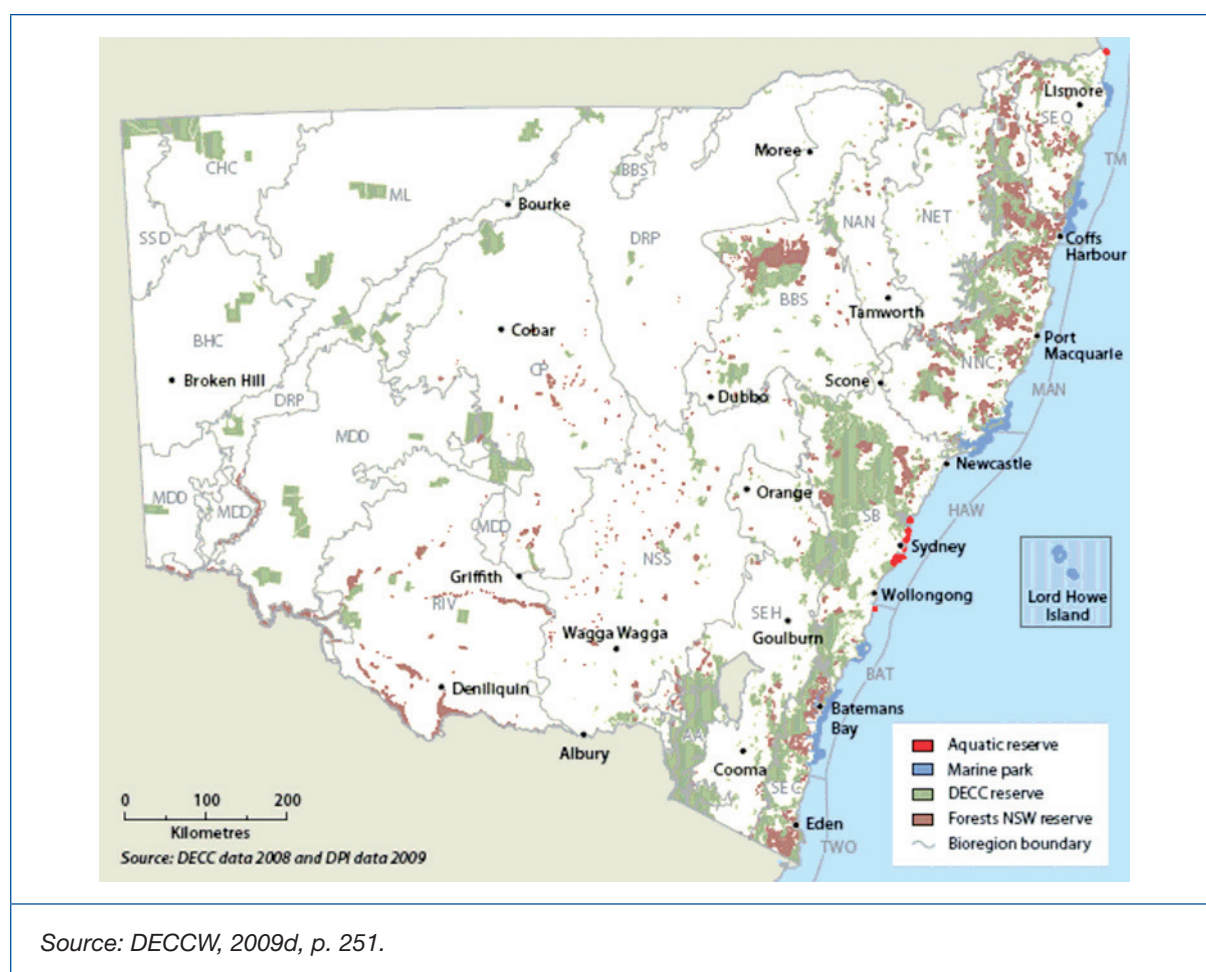 Lismore
SEQ
TM
Moree
CHC
BBS
ML
Bourke
NAN
NET
SSD
DRP
Coffs
Harbour
BBS
Tamworth
Cobar
Port
Macquarie
BHC
NNC
CP
Broken Hill
Scone
MAN
DRP
Dubbo
MDD
Newcastle
Orange
MDD
MDD
HAW
SB
MDD
Sydney
NSS
Griffith
Wollongong
Lord Howe
Island
RIV
SEH
Goulburn
Wagga Wagga
BAT
Deniliquin
Batemans
Bay
AA
Albury
Cooma
SEC
Eden
TWO
Aquatic reserve
Marine park
DECC reserve
Forests NSW reserve
Bioregion boundary
0 100 200
Kilometres
Source: DECC data 2008 and DPI data 2009
Source: DECCW, 2009d, p. 251.